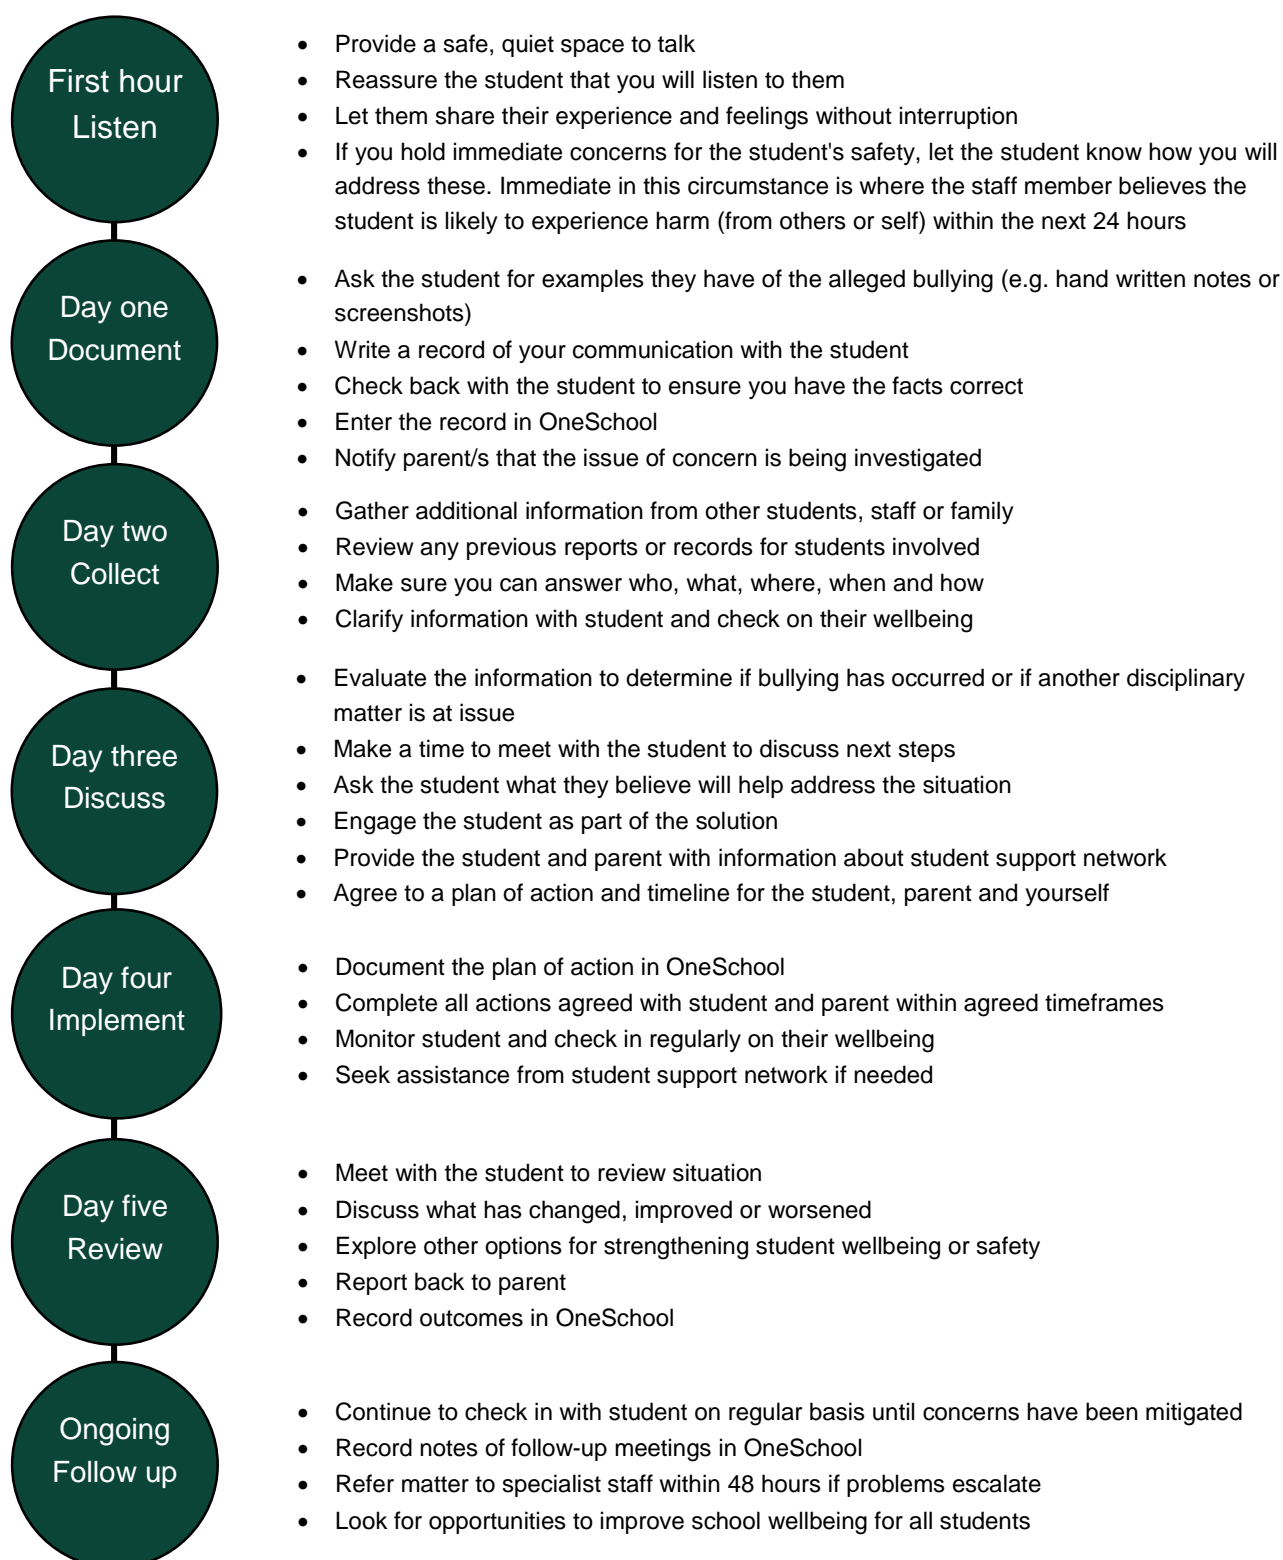 First hour
Listen
• Provide a safe, quiet space to talk
• Reassure the student that you will listen to them
• Let them share their experience and feelings without interruption
• If you hold immediate concerns for the student's safety, let the student know how you will
address these. Immediate in this circumstance is where the staff member believes the
student is likely to experience harm (from others or self) within the next 24 hours
Day one
Document
• Ask the student for examples they have of the alleged bullying (e.g. hand written notes or
screenshots)
• Write a record of your communication with the student
• Check back with the student to ensure you have the facts correct
• Enter the record in OneSchool
• Notify parent/s that the issue of concern is being investigated
Day two
Collect
• Gather additional information from other students, staff or family
• Review any previous reports or records for students involved
• Make sure you can answer who, what, where, when and how
• Clarify information with student and check on their wellbeing
Day three
Discuss
• Evaluate the information to determine if bullying has occurred or if another disciplinary
matter is at issue
• Make a time to meet with the student to discuss next steps
• Ask the student what they believe will help address the situation
• Engage the student as part of the solution
• Provide the student and parent with information about student support network
• Agree to a plan of action and timeline for the student, parent and yourself
Day four
Implement
• Document the plan of action in OneSchool
• Complete all actions agreed with student and parent within agreed timeframes
• Monitor student and check in regularly on their wellbeing
• Seek assistance from student support network if needed
Day five
Review
• Meet with the student to review situation
• Discuss what has changed, improved or worsened
• Explore other options for strengthening student wellbeing or safety
• Report back to parent
• Record outcomes in OneSchool
Ongoing
Follow up
• Continue to check in with student on regular basis until concerns have been mitigated
• Record notes of follow-up meetings in OneSchool
• Refer matter to specialist staff within 48 hours if problems escalate
• Look for opportunities to improve school wellbeing for all students